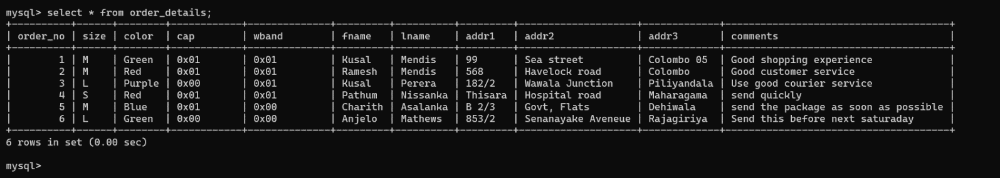 mysql> select * from order_details;
+----------+------+--------+------------+--------------+---------+----------+---------+-------------------+-------------+--------------------------------------+
| order_no | size | color | cap | wband | fname | lname | addr1 | addr2 | addr3 | comments |
+----------+------+--------+------------+--------------+---------+----------+---------+-------------------+-------------+--------------------------------------+
| 1 | M | Green | 0x01 | 0x01 | Kusal | Mendis | 99 | Sea street | Colombo 05 | Good shopping experience |
| 2 | M | Red | 0x01 | 0x01 | Ramesh | Mendis | 568 | Havelock road | Colombo | Good customer service |
| 3 | L | Purple | 0x00 | 0x01 | Kusal | Perera | 182/2 | Wawala Junction | Piliyandala | Use good courier service |
| 4 | S | Red | 0x01 | 0x01 | Pathum | Nissanka | Thisara | Hospital road | Maharagama | send quickly |
| 5 | M | Blue | 0x01 | 0x00 | Charith | Asalanka | B 2/3 | Govt, Flats | Dehiwala | send the package as soon as possible |
| 6 | L | Green | 0x00 | 0x00 | Anjelo | Mathews | 853/2 | Senanayake Aveneue | Rajagiriya | Send this before next saturaday |
+----------+------+--------+------------+--------------+---------+----------+---------+-------------------+-------------+--------------------------------------+
6 rows in set (0.00 sec)
mysql>